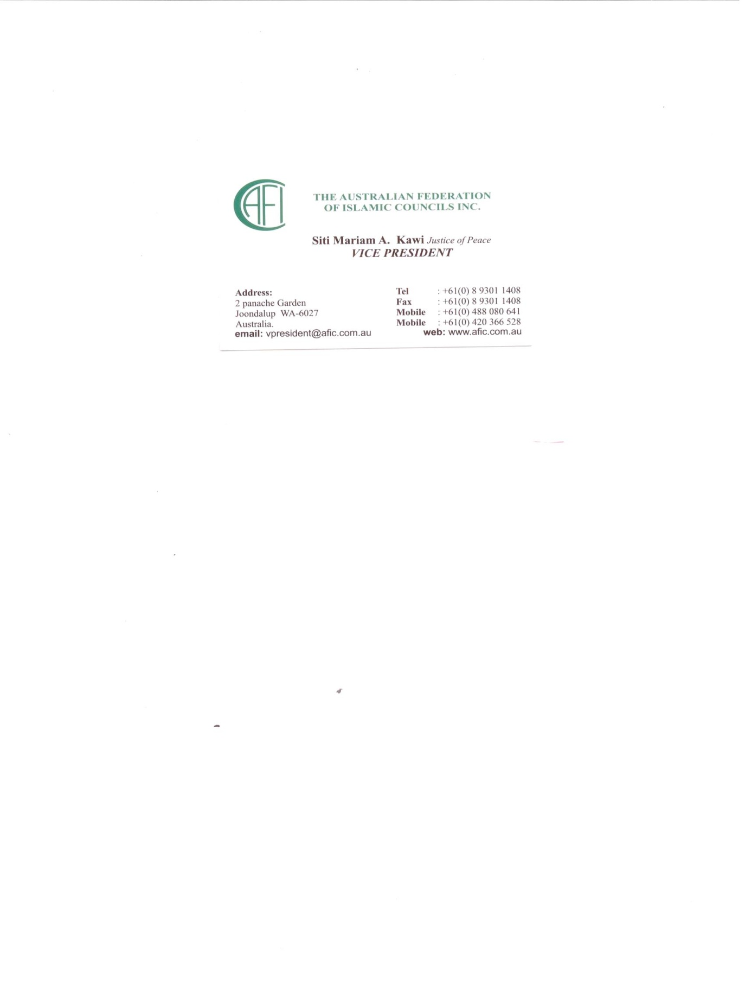 CAFI
THE AUSTRALIAN FEDERATION
OF ISLAMIC COUNCILS INC.
Siti Mariam A. Kawi Justice of Peace
VICE PRESIDENT
Address:
2 panache Garden
Joondalup WA-6027
Australia.
email: vpresident@afic.com.au
Tel : +61(0) 8 9301 1408
Fax : +61(0) 8 9301 1408
Mobile : +61(0) 488 080 641
Mobile : +61(0) 420 366 528
web: www.afic.com.au